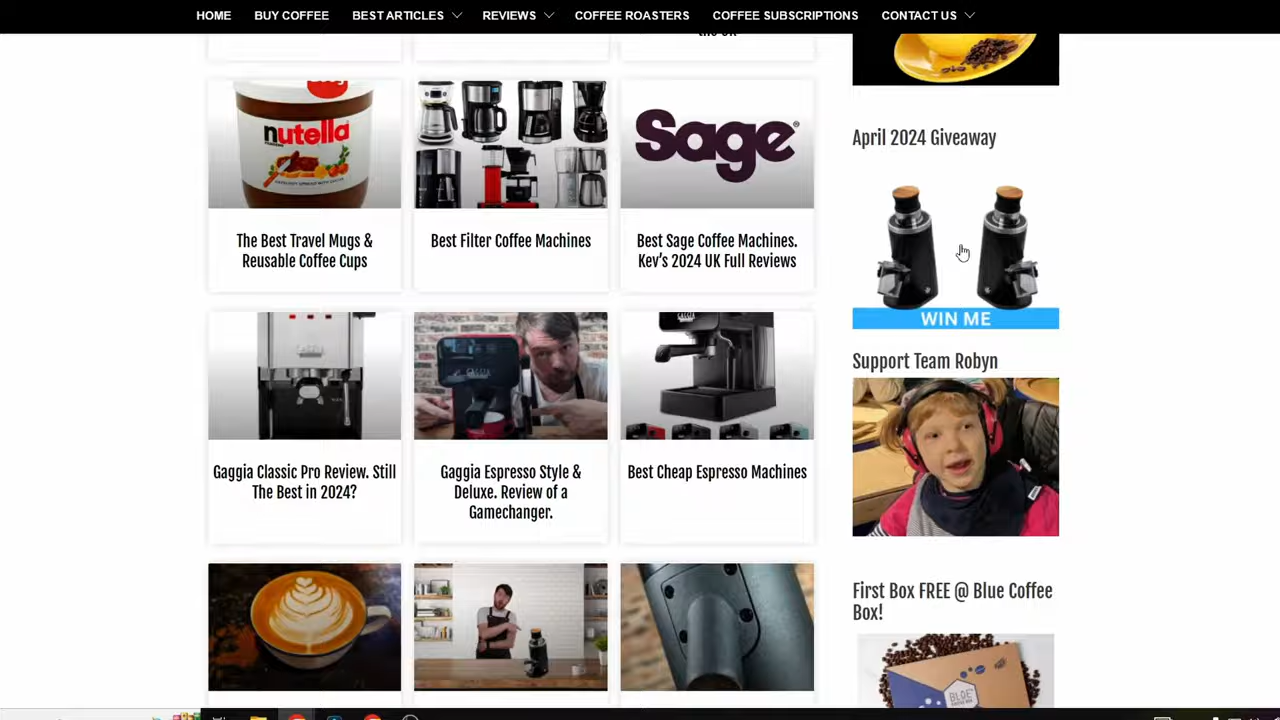 HOME BUY COFFEE BEST ARTICLES REVIEWS COFFEE ROASTERS COFFEE SUBSCRIPTIONS CONTACT US
nutella
Sage®
The Best Travel Mugs &
Reusable Coffee Cups
Best Filter Coffee Machines
Best Sage Coffee Machines.
Kev's 2024 UK Full Reviews
GAGGIA
Gaggia Classic Pro Review. Still
The Best in 2024?
Gaggia Espresso Style &
Deluxe. Review of a
Gamechanger.
Best Cheap Espresso Machines
April 2024 Giveaway
WIN ME
Support Team Robyn
First Box FREE @ Blue Coffee
Box!
BLUE